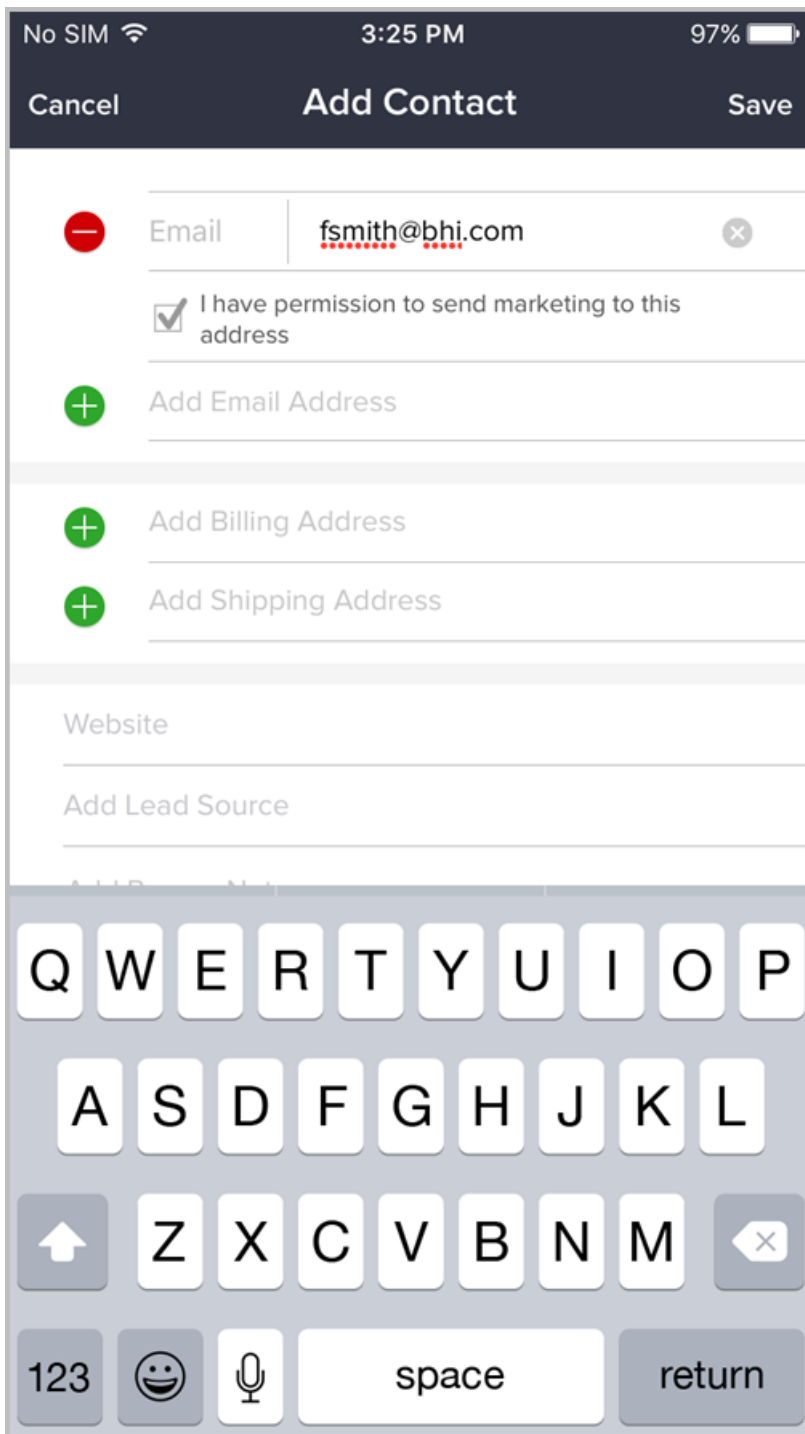 No SIM 3:25 PM 97%
Cancel Add Contact Save
Email fsmith@bhi.com
I have permission to send marketing to this
address
Add Email Address
Add Billing Address
Add Shipping Address
Website
Add Lead Source
Q W E R T Y U I O P
A S D F G H J K L
Z X C V B N M
123 space return